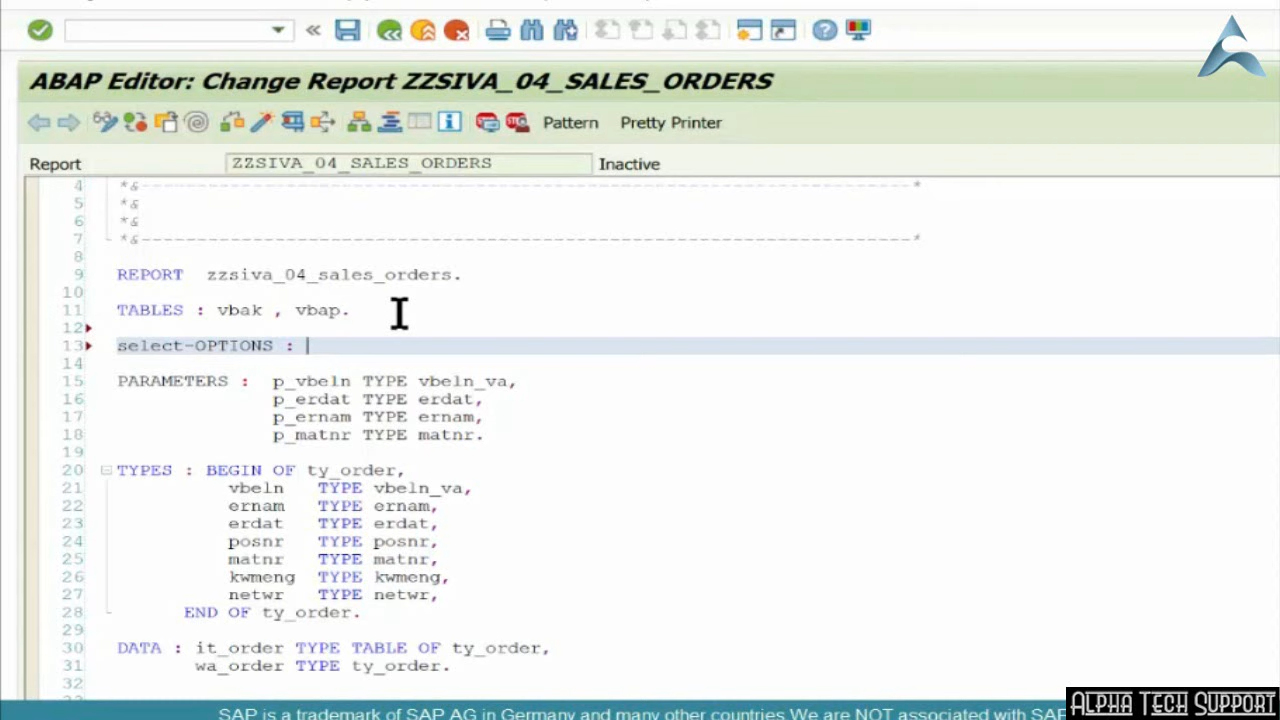 ABAP Editor: Change Report ZZSIVA_04_SALES_ORDERS
Pattern Pretty Printer
Report ZZSIVA_04_SALES_ORDERS Inactive
4 *&---------------------------------------------------------------------*
5 *&
6 *&
7 *&---------------------------------------------------------------------*
8
9 REPORT zzsiva_04_sales_orders.
10
11 TABLES : vbak , vbap.
12
13 select-OPTIONS :
14
15 PARAMETERS : p_vbeln TYPE vbeln_va,
16 p_erdat TYPE erdat,
17 p_ernam TYPE ernam,
18 p_matnr TYPE matnr.
19
20 TYPES : BEGIN OF ty_order,
21 vbeln TYPE vbeln_va,
22 ernam TYPE ernam,
23 erdat TYPE erdat,
24 posnr TYPE posnr,
25 matnr TYPE matnr,
26 kwmeng TYPE kwmeng,
27 netwr TYPE netwr,
28 END OF ty_order.
29
30 DATA : it_order TYPE TABLE OF ty_order,
31 wa_order TYPE ty_order.
32
SAP is a trademark of SAP AG in Germany and many other countries We are NOT associated with SAP
ALPHA TECH SUPPORT